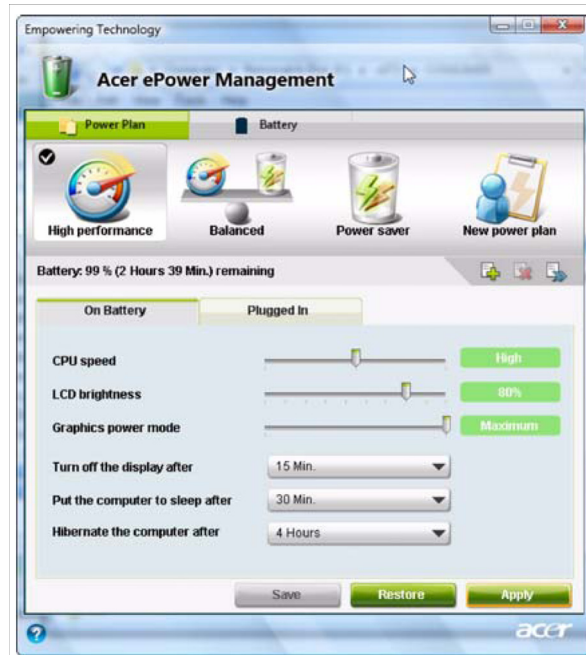 Empowering Technology
Acer ePower Management
Power Plan Battery
High performance Balanced Power saver New power plan
Battery: 99 % (2 Hours 39 Min.) remaining
On Battery Plugged In
CPU speed High
LCD brightness 80%
Graphics power mode Maximum
Turn off the display after 15 Min.
Put the computer to sleep after 30 Min.
Hibernate the computer after 4 Hours
Save Restore Apply
? acer